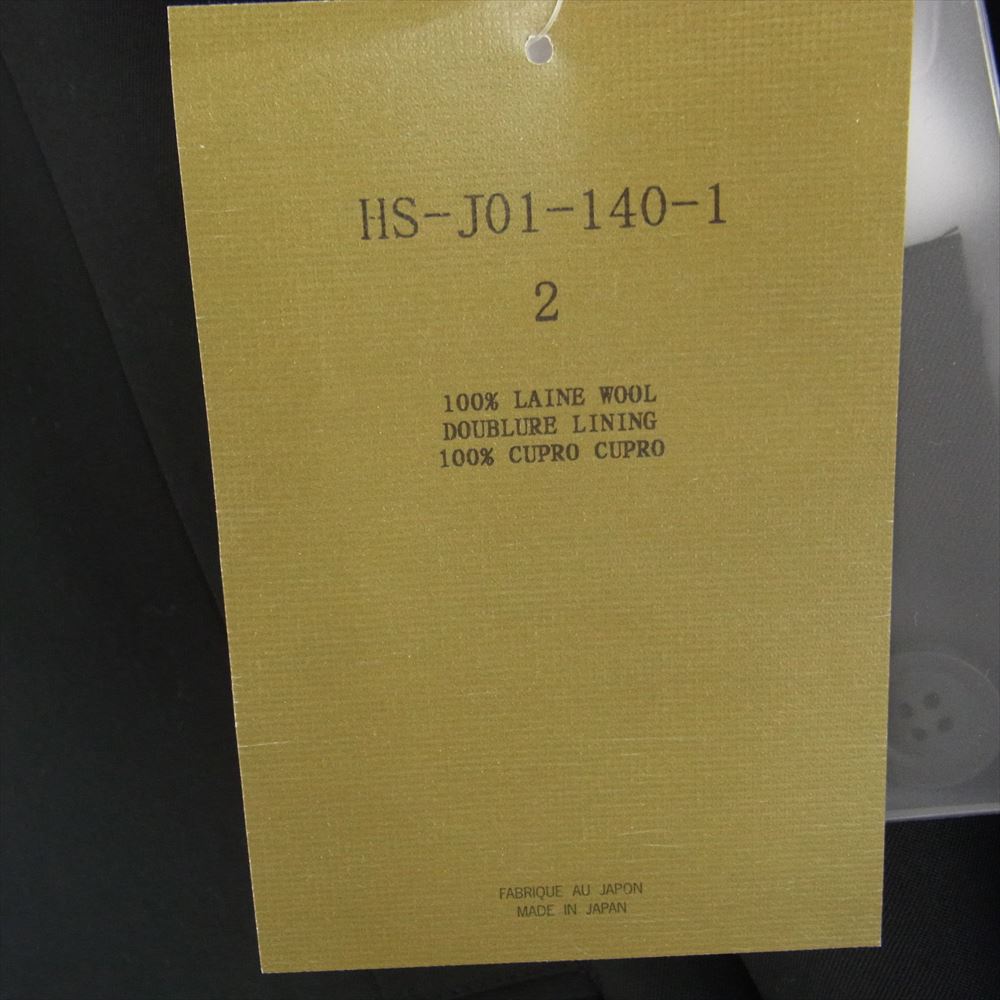 HS-J01-140-1
2
100% LAINE WOOL
DOUBLURE LINING
100% CUPRO CUPRO
FABRIQUE AU JAPON
MADE IN JAPAN